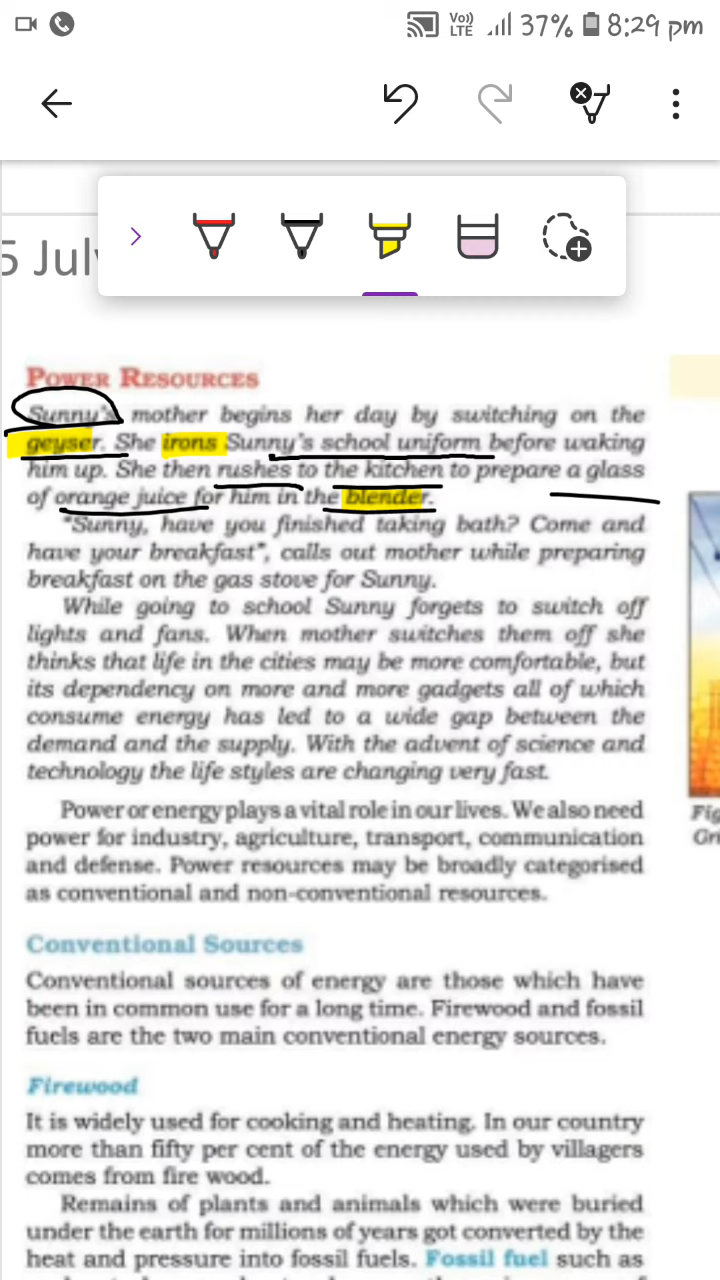 Vo))
LTE
37%
8:29 pm
5 July
POWER RESOURCES
Sunny's mother begins her day by switching on the
geyser. She irons Sunny's school uniform before waking
him up. She then rushes to the kitchen to prepare a glass
of orange juice for him in the blender.
"Sunny, have you finished taking bath? Come and
have your breakfast", calls out mother while preparing
breakfast on the gas stove for Sunny.
While going to school Sunny forgets to switch off
lights and fans. When mother switches them off she
thinks that life in the cities may be more comfortable, but
its dependency on more and more gadgets all of which
consume energy has led to a wide gap between the
demand and the supply. With the advent of science and
technology the life styles are changing very fast.
Power or energy plays a vital role in our lives. We also need
power for industry, agriculture, transport, communication
and defense. Power resources may be broadly categorised
as conventional and non-conventional resources.
Fig
Gri
Conventional Sources
Conventional sources of energy are those which have
been in common use for a long time. Firewood and fossil
fuels are the two main conventional energy sources.
Firewood
It is widely used for cooking and heating. In our country
more than fifty per cent of the energy used by villagers
comes from fire wood.
Remains of plants and animals which were buried
under the earth for millions of years got converted by the
heat and pressure into fossil fuels. Fossil fuel such as